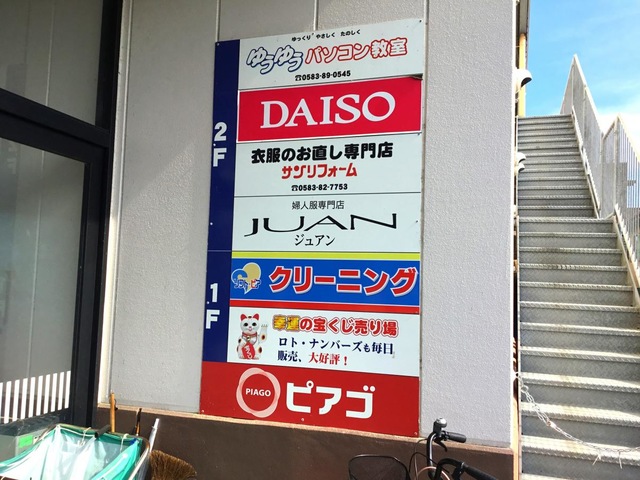 ゆっくり やさしく たのしく
ゆうゆうパソコン教室
☎0583-89-0545
DAISO
2F
衣服のお直し専門店
サンリフォーム
☎0583-82-7753
婦人服専門店
JUAN
ジュアン
クリーニング
1F
幸運の宝くじ売り場
ロト・ナンバーズも毎日
販売、大好評!
PIAGO
ピアゴ